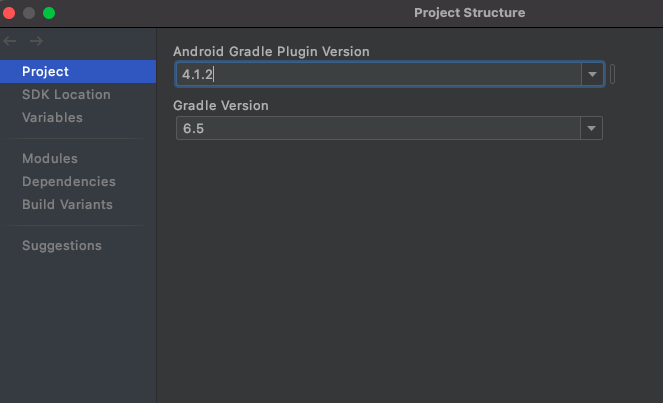 Project Structure
Project
SDK Location
Variables
Modules
Dependencies
Build Variants
Suggestions
Android Gradle Plugin Version
4.1.2
Gradle Version
6.5